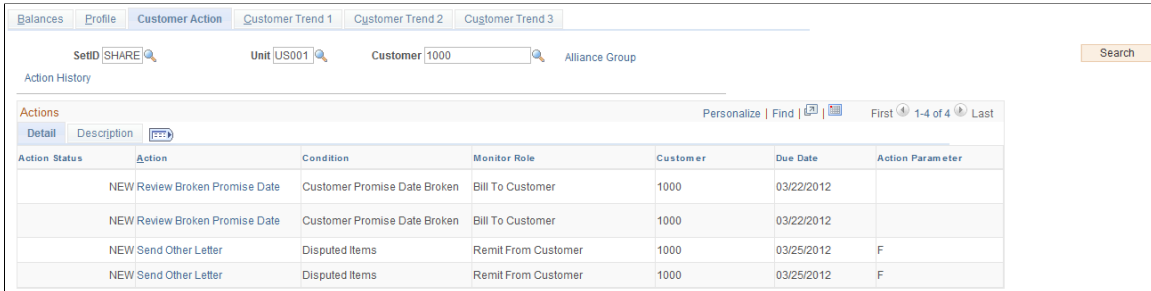 Balances Profile Customer Action Customer Trend 1 Customer Trend 2 Customer Trend 3
SetID SHARE Unit US001 Customer 1000 Alliance Group Search
Action History
Actions Personalize | Find | | First 1-4 of 4 Last
Detail Description
Action Status Action Condition Monitor Role Customer Due Date Action Parameter
NEW Review Broken Promise Date Customer Promise Date Broken Bill To Customer 1000 03/22/2012
NEW Review Broken Promise Date Customer Promise Date Broken Bill To Customer 1000 03/22/2012
NEW Send Other Letter Disputed Items Remit From Customer 1000 03/25/2012 F
NEW Send Other Letter Disputed Items Remit From Customer 1000 03/25/2012 F